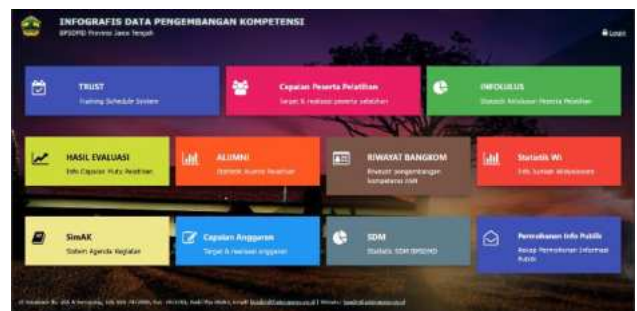 INFOGRAFIS DATA PENGEMBANGAN KOMPETENSI
BPSDMD Provinsi Jawa Tengah
Login
TRUST
Training Schedule System
Capaian Peserta Pelatihan
Target & realisasi peserta pelatihan
INFOLULUS
Statistik Kelulusan Peserta Pelatihan
HASIL EVALUASI
Info Capaian Mutu Pelatihan
ALUMNI
Statistik Alumni Pelatihan
RIWAYAT BANGKOM
Riwayat pengembangan
kompetensi ASN
Statistik WI
Info Jumlah Widyaiswara
SimAK
Sistem Agenda Kegiatan
Capaian Anggaran
Target & realisasi anggaran
SDM
Statistik SDM BPSDMD
Permohonan Info Publik
Rekap Permohonan Informasi
Publik